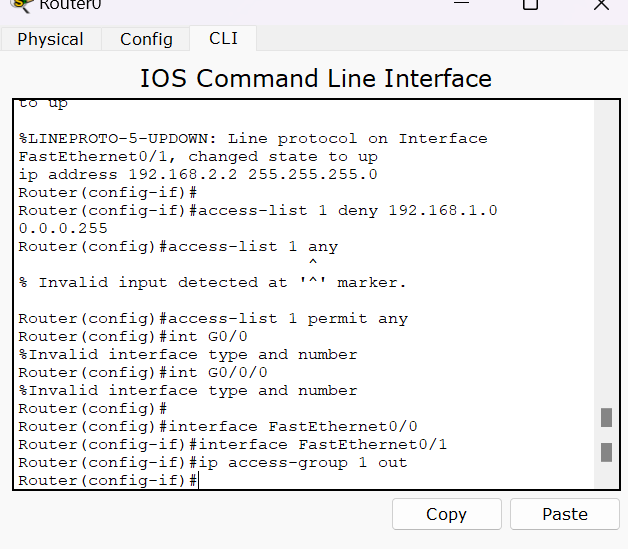 Router0
Physical Config CLI
IOS Command Line Interface
to up
%LINEPROTO-5-UPDOWN: Line protocol on Interface
FastEthernet0/1, changed state to up
ip address 192.168.2.2 255.255.255.0
Router(config-if)#
Router(config-if)#access-list 1 deny 192.168.1.0
0.0.0.255
Router(config)#access-list 1 any
^
% Invalid input detected at '^' marker.
Router(config)#access-list 1 permit any
Router(config)#int G0/0
%Invalid interface type and number
Router(config)#int G0/0/0
%Invalid interface type and number
Router(config)#
Router(config)#interface FastEthernet0/0
Router(config-if)#interface FastEthernet0/1
Router(config-if)#ip access-group 1 out
Router(config-if)#
Copy Paste